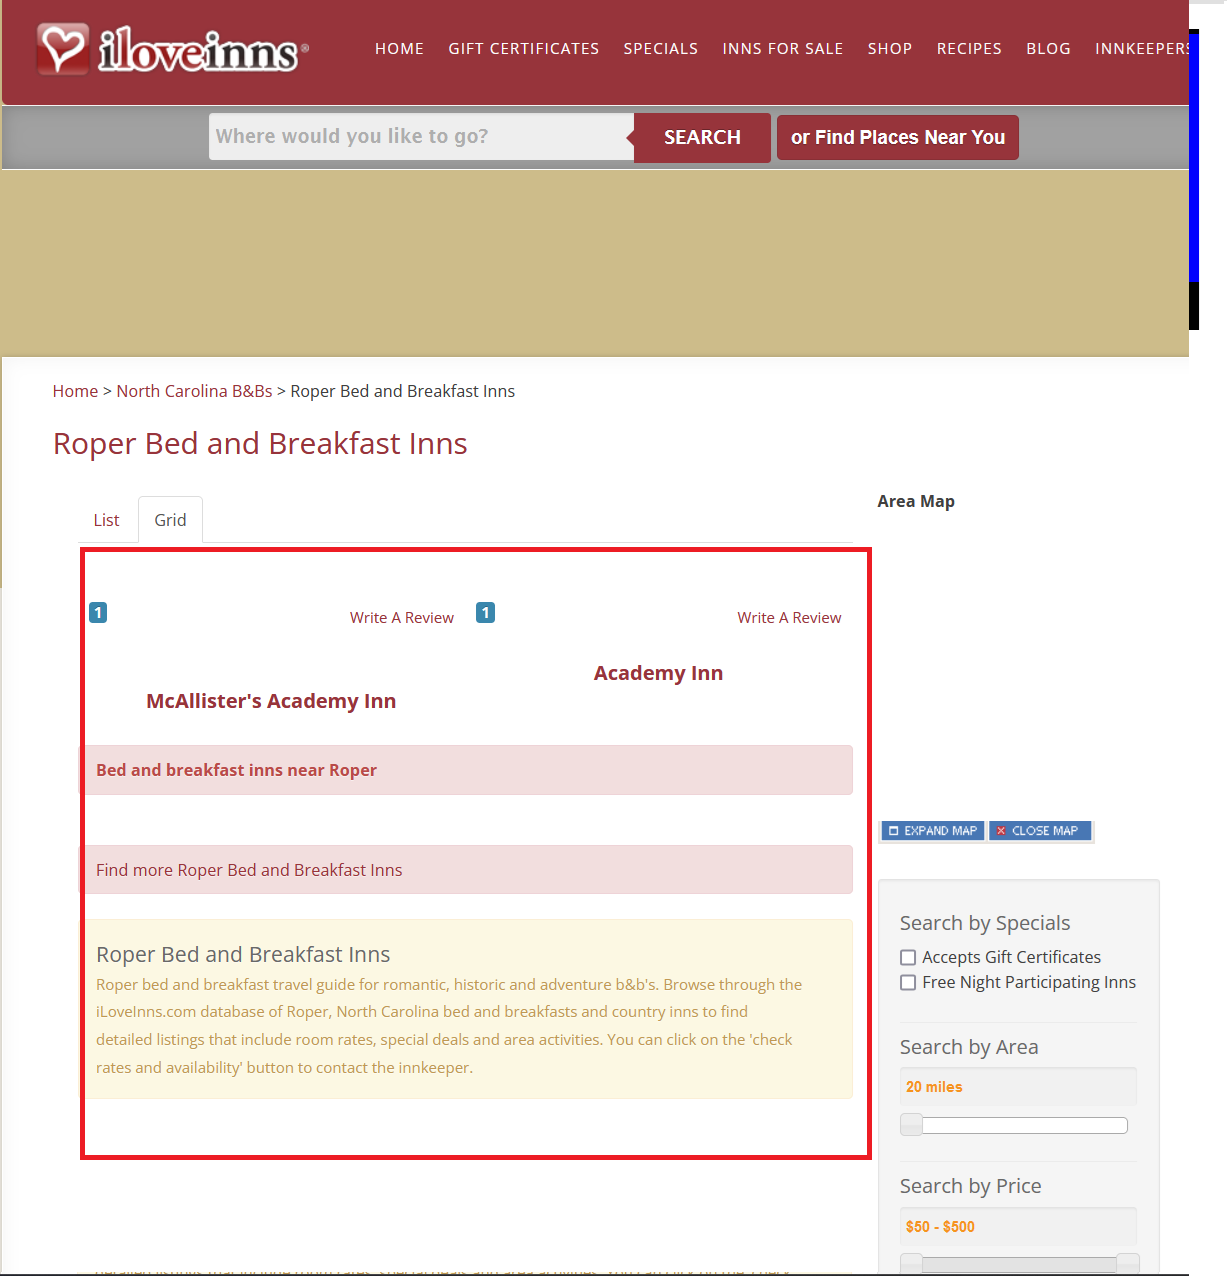 iloveinns®
HOME GIFT CERTIFICATES SPECIALS INNS FOR SALE SHOP RECIPES BLOG INNKEEPERS
Where would you like to go?
SEARCH
or Find Places Near You
Home > North Carolina B&Bs > Roper Bed and Breakfast Inns
Roper Bed and Breakfast Inns
List
Grid
1
Write A Review
McAllister's Academy Inn
1
Write A Review
Academy Inn
Bed and breakfast inns near Roper
Find more Roper Bed and Breakfast Inns
Roper Bed and Breakfast Inns
Roper bed and breakfast travel guide for romantic, historic and adventure b&b's. Browse through the
iLoveInns.com database of Roper, North Carolina bed and breakfasts and country inns to find
detailed listings that include room rates, special deals and area activities. You can click on the 'check
rates and availability' button to contact the innkeeper.
Area Map
EXPAND MAP
CLOSE MAP
Search by Specials
Accepts Gift Certificates
Free Night Participating Inns
Search by Area
20 miles
Search by Price
$50 - $500